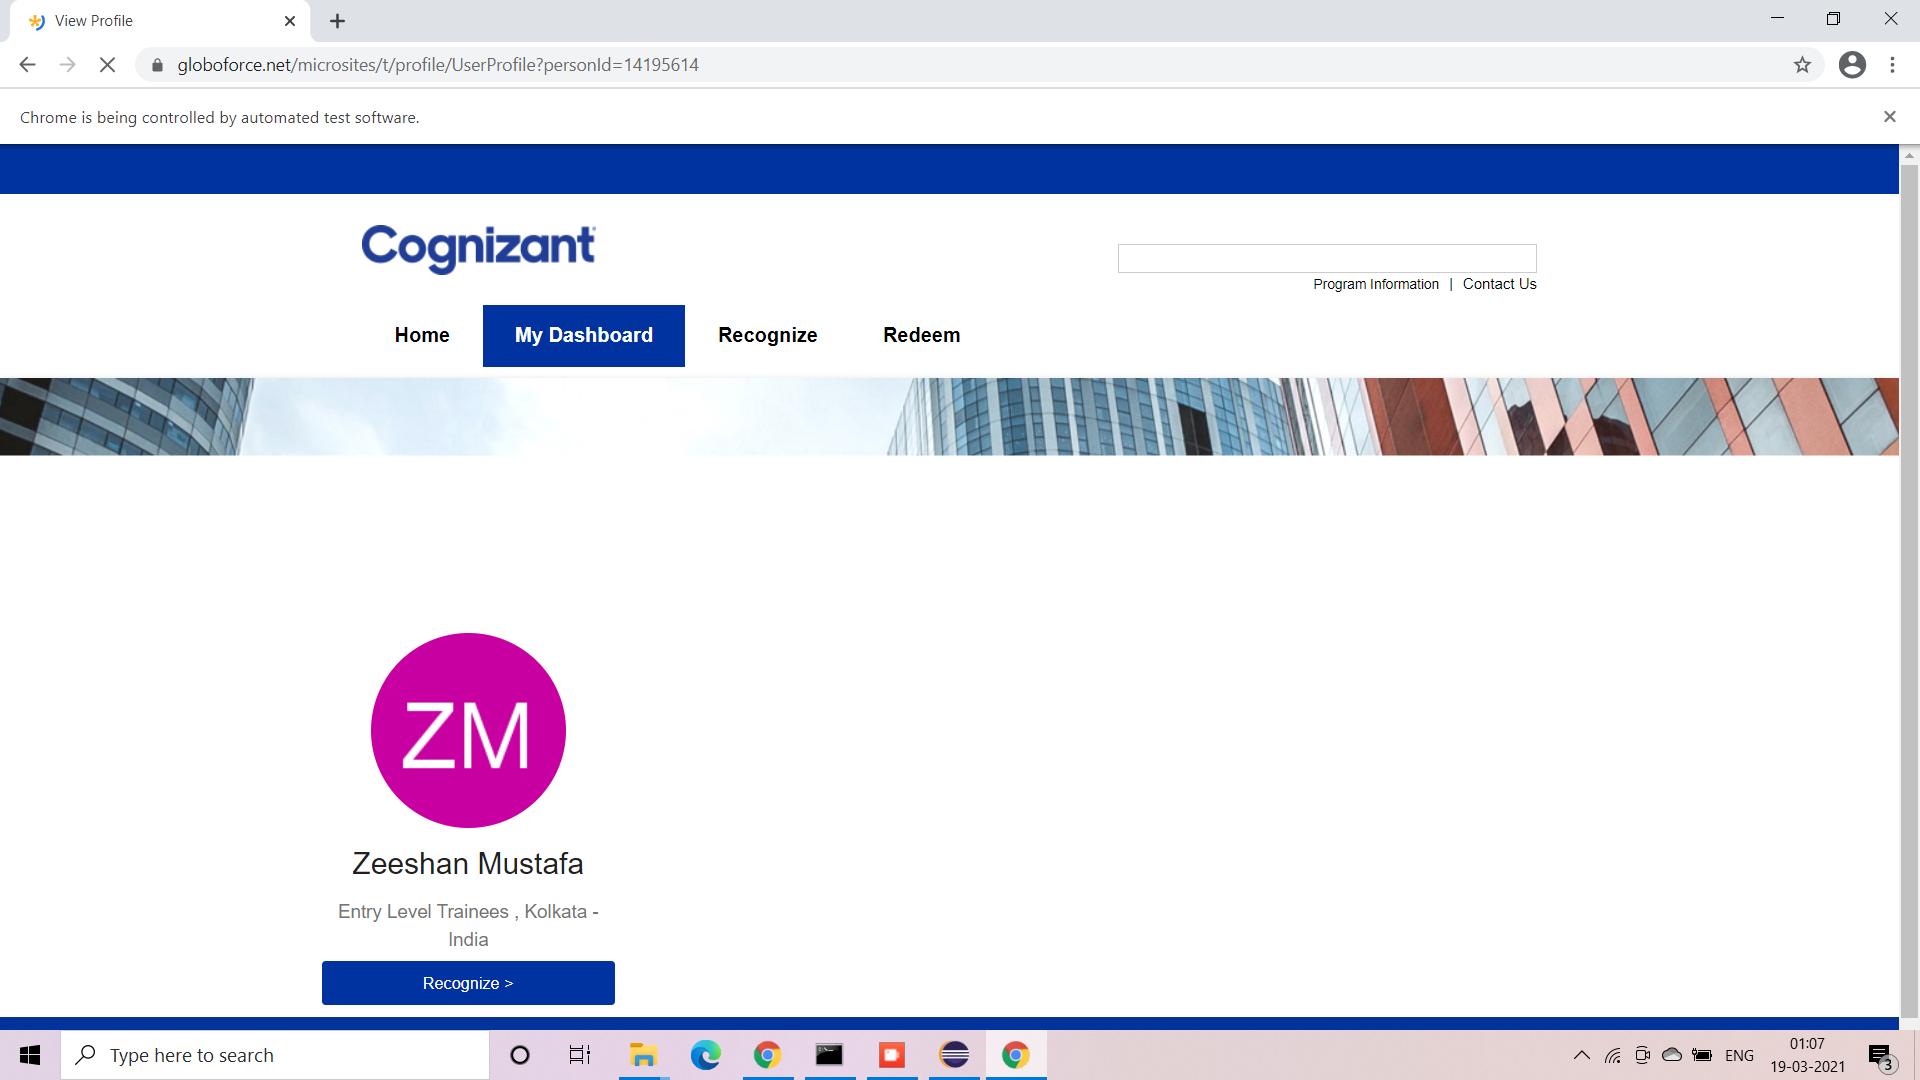 View Profile
globoforce.net/microsites/t/profile/UserProfile?personId=14195614
Chrome is being controlled by automated test software.
Cognizant
Program Information | Contact Us
Home My Dashboard Recognize Redeem
ZM
Zeeshan Mustafa
Entry Level Trainees , Kolkata -
India
Recognize >
Type here to search
ENG
01:07
19-03-2021
3